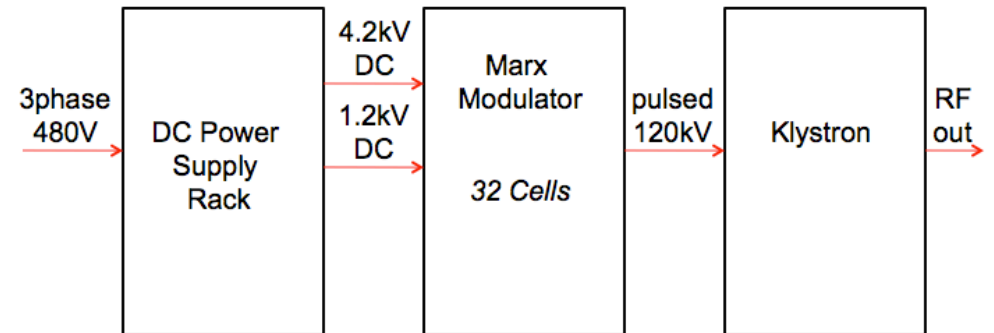 3phase
480V
DC Power
Supply
Rack
4.2kV
DC
1.2kV
DC
Marx
Modulator
32 Cells
pulsed
120kV
Klystron
RF
out